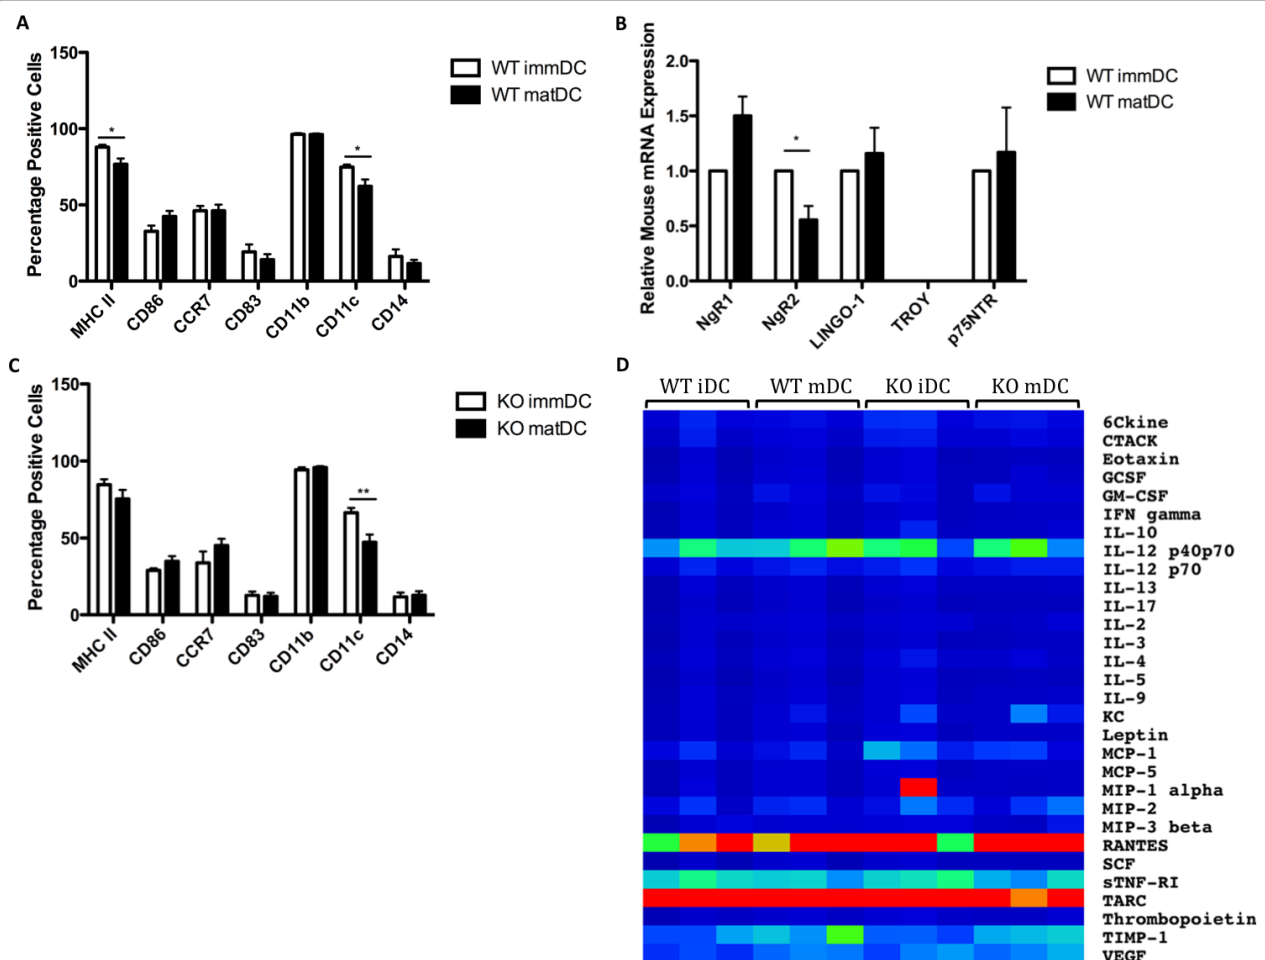 A
Percentage Positive Cells
150
100
50
0
WT immDC
WT matDC
*
*
MHC II
CD86
CCR7
CD83
CD11b
CD11c
CD14
B
Relative Mouse mRNA Expression
2.0
1.5
1.0
0.5
0.0
WT immDC
WT matDC
*
NgR1
NgR2
LINGO-1
TROY
p75NTR
C
Percentage Positive Cells
150
100
50
0
KO immDC
KO matDC
**
MHC II
CD86
CCR7
CD83
CD11b
CD11c
CD14
D
WT iDC WT mDC KO iDC KO mDC
6Ckine
CTACK
Eotaxin
GCSF
GM-CSF
IFN gamma
IL-10
IL-12 p40p70
IL-12 p70
IL-13
IL-17
IL-2
IL-3
IL-4
IL-5
IL-9
KC
Leptin
MCP-1
MCP-5
MIP-1 alpha
MIP-2
MIP-3 beta
RANTES
SCF
sTNF-RI
TARC
Thrombopoietin
TIMP-1
VEGF